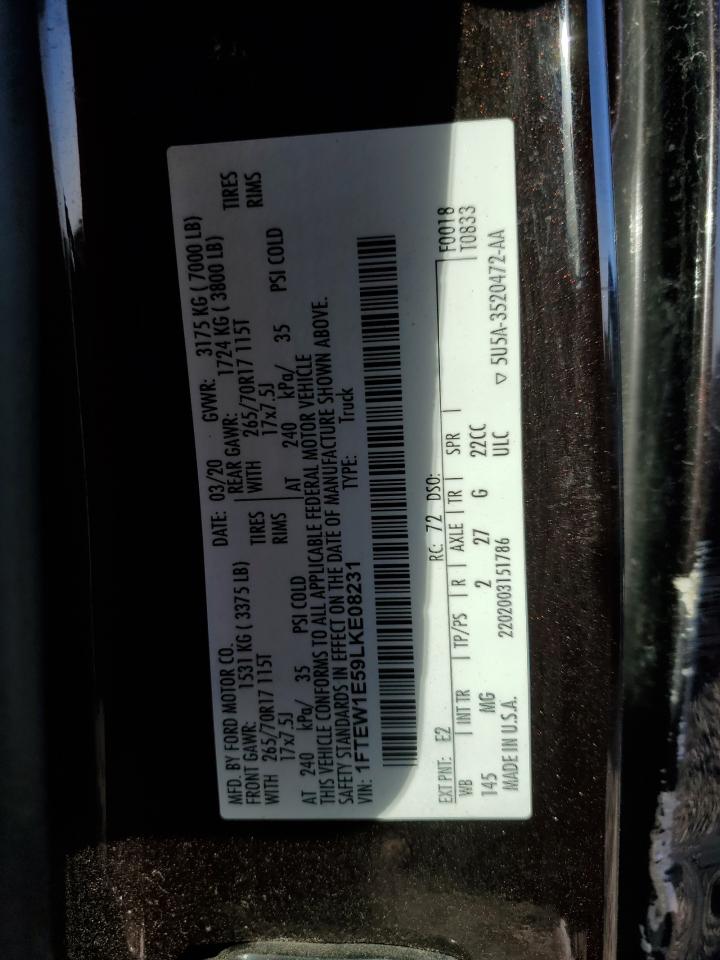 MFD. BY FORD MOTOR CO.
DATE: 03/20 GVWR: 3175 KG ( 7000 LB)
FRONT GAWR: 1531 KG ( 3375 LB) REAR GAWR: 1724 KG ( 3800 LB)
WITH 265/70R17 115T TIRES WITH 265/70R17 115T TIRES
17x7.5J RIMS 17x7.5J RIMS
AT 240 kPa/ 35 PSI COLD AT 240 kPa/ 35 PSI COLD
THIS VEHICLE CONFORMS TO ALL APPLICABLE FEDERAL MOTOR VEHICLE
SAFETY STANDARDS IN EFFECT ON THE DATE OF MANUFACTURE SHOWN ABOVE.
VIN: 1FTEW1E59LKE08231 TYPE: Truck
EXT PNT: E2 RC: 72 DSO: F0018
WB INT TR TP/PS R AXLE TR SPR T0833
145 MG 2 27 G 22CC
ULC
MADE IN U.S.A. 2202003151786 ▽ 5U5A-3520472-AA